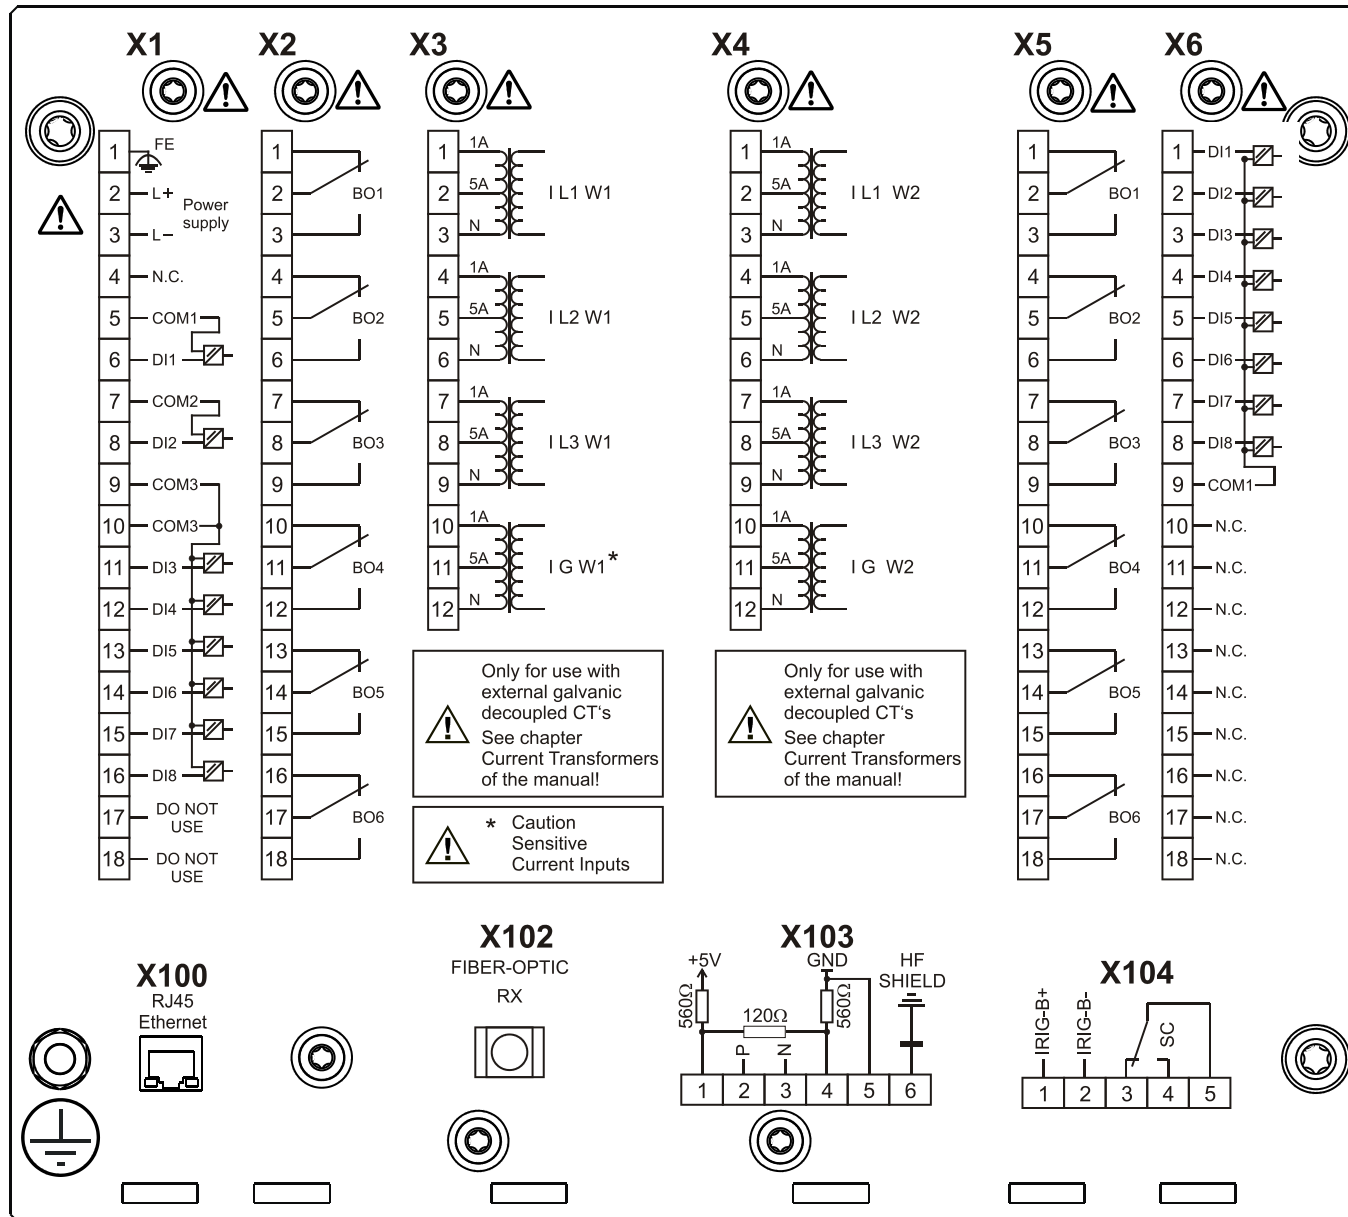 X1
X2
X3
X4
X5
X6
1 FE
2 L+
Power
supply
3 L−
4 N.C.
5 COM1
6 DI1
7 COM2
8 DI2
9 COM3
10 COM3
11 DI3
12 DI4
13 DI5
14 DI6
15 DI7
16 DI8
17 DO NOT
USE
18 DO NOT
USE
1
2 BO1
3
4
5 BO2
6
7
8 BO3
9
10
11 BO4
12
13
14 BO5
15
16
17 BO6
18
1 1A
2 5A I L1 W1
3 N
4 1A
5 5A I L2 W1
6 N
7 1A
8 5A I L3 W1
9 N
10 1A
11 5A I G W1*
12 N
Only for use with
external galvanic
decoupled CT‘s
See chapter
Current Transformers
of the manual!
* Caution
Sensitive
Current Inputs
1 1A
2 5A I L1 W2
3 N
4 1A
5 5A I L2 W2
6 N
7 1A
8 5A I L3 W2
9 N
10 1A
11 5A I G W2
12 N
Only for use with
external galvanic
decoupled CT‘s
See chapter
Current Transformers
of the manual!
1
2 BO1
3
4
5 BO2
6
7
8 BO3
9
10
11 BO4
12
13
14 BO5
15
16
17 BO6
18
1 DI1
2 DI2
3 DI3
4 DI4
5 DI5
6 DI6
7 DI7
8 DI8
9 COM1
10 N.C.
11 N.C.
12 N.C.
13 N.C.
14 N.C.
15 N.C.
16 N.C.
17 N.C.
18 N.C.
X100
RJ45
Ethernet
X102
FIBER-OPTIC
RX
X103
+5V GND HF
SHIELD
560Ω 120Ω 560Ω
P N
1 2 3 4 5 6
X104
IRIG-B+ IRIG-B- SC
1 2 3 4 5